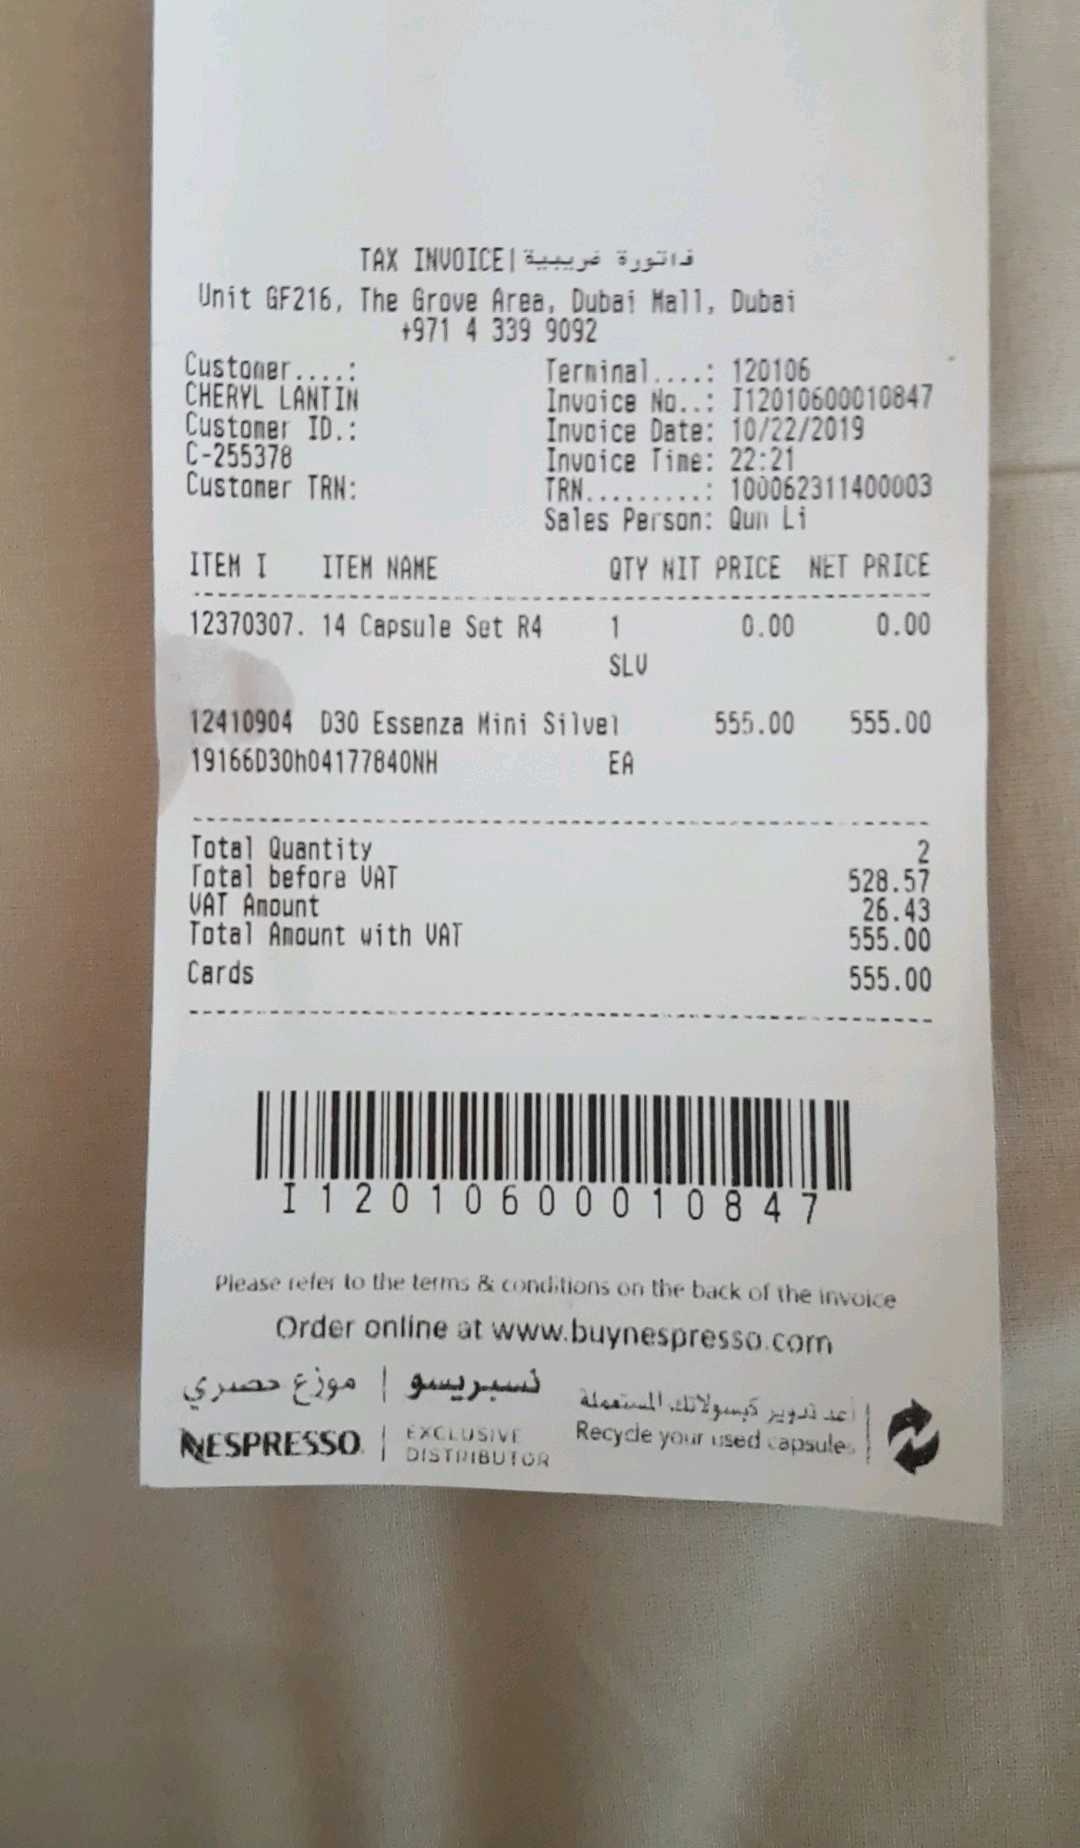 TAX INVOICE| فاتورة ضريبية
Unit GF216, The Grove Area, Dubai Mall, Dubai
+971 4 339 9092
Customer....: Terminal....: 120106
CHERYL LANTIN Invoice No..: I12010600010847
Customer ID.: Invoice Date: 10/22/2019
C-255378 Invoice Time: 22:21
Customer TRN: TRN.........: 100062311400003
Sales Person: Qun Li
ITEM I ITEM NAME QTY NIT PRICE NET PRICE
12370307. 14 Capsule Set R4 1 0.00 0.00
SLV
12410904 D30 Essenza Mini Silver 555.00 555.00
19166D30h04177840NH EA
Total Quantity 2
Total before VAT 528.57
VAT Amount 26.43
Total Amount with VAT 555.00
Cards 555.00
I12010600010847
Please refer to the terms & conditions on the back of the invoice
Order online at www.buynespresso.com
نسبريسو | موزع حصري
أعد تدوير كبسولاتك المستعملة
NESPRESSO. | EXCLUSIVE DISTRIBUTOR
Recycle your used capsules